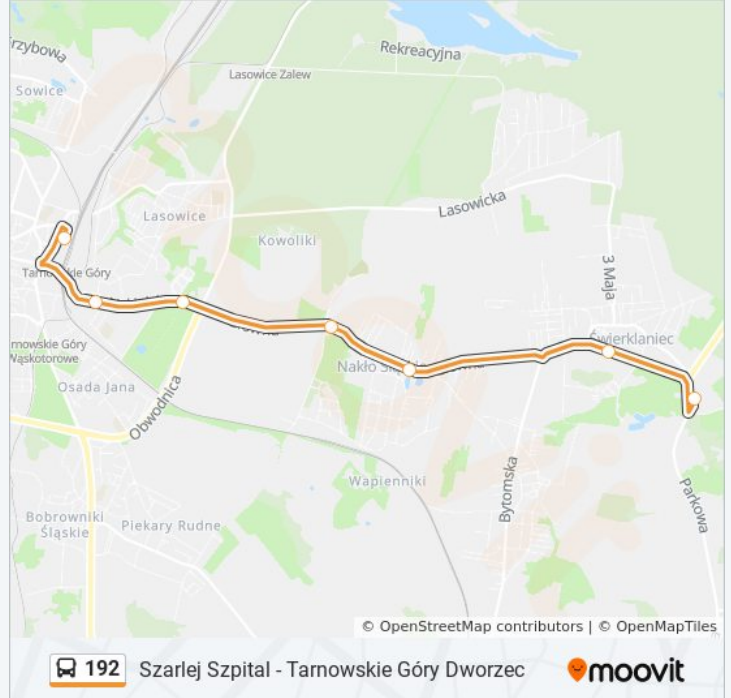 Rekreacyjna
Lasowice Zalew
Sowice
Lasowicka
LASOWICE
Kowoliki
3 Maja
Tarnowskie Góry
Świerklaniec
Nakło
Osada Jana
Obwodnica
Wapienniki
Bytomska
Parkowa
Bobrowniki
Śląskie
Piekary Rudne
© OpenStreetMap contributors | © OpenMapTiles
192 Szarlej Szpital - Tarnowskie Góry Dworzec moovit